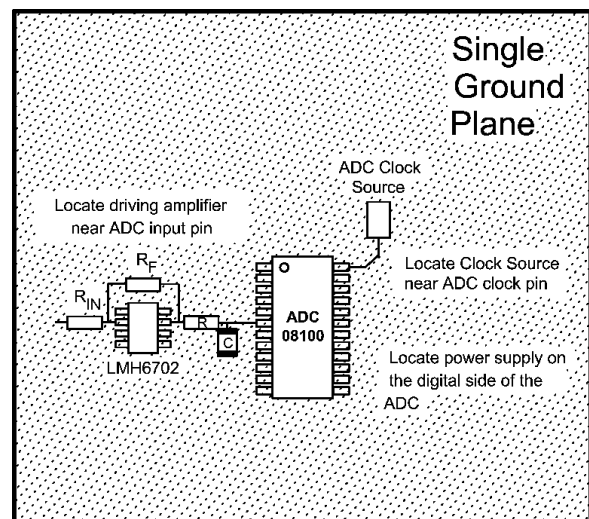 Single
Ground
Plane
ADC Clock
Source
Locate driving amplifier
near ADC input pin
RF
RIN
R
C
LMH6702
ADC
08100
Locate Clock Source
near ADC clock pin
Locate power supply on
the digital side of the
ADC